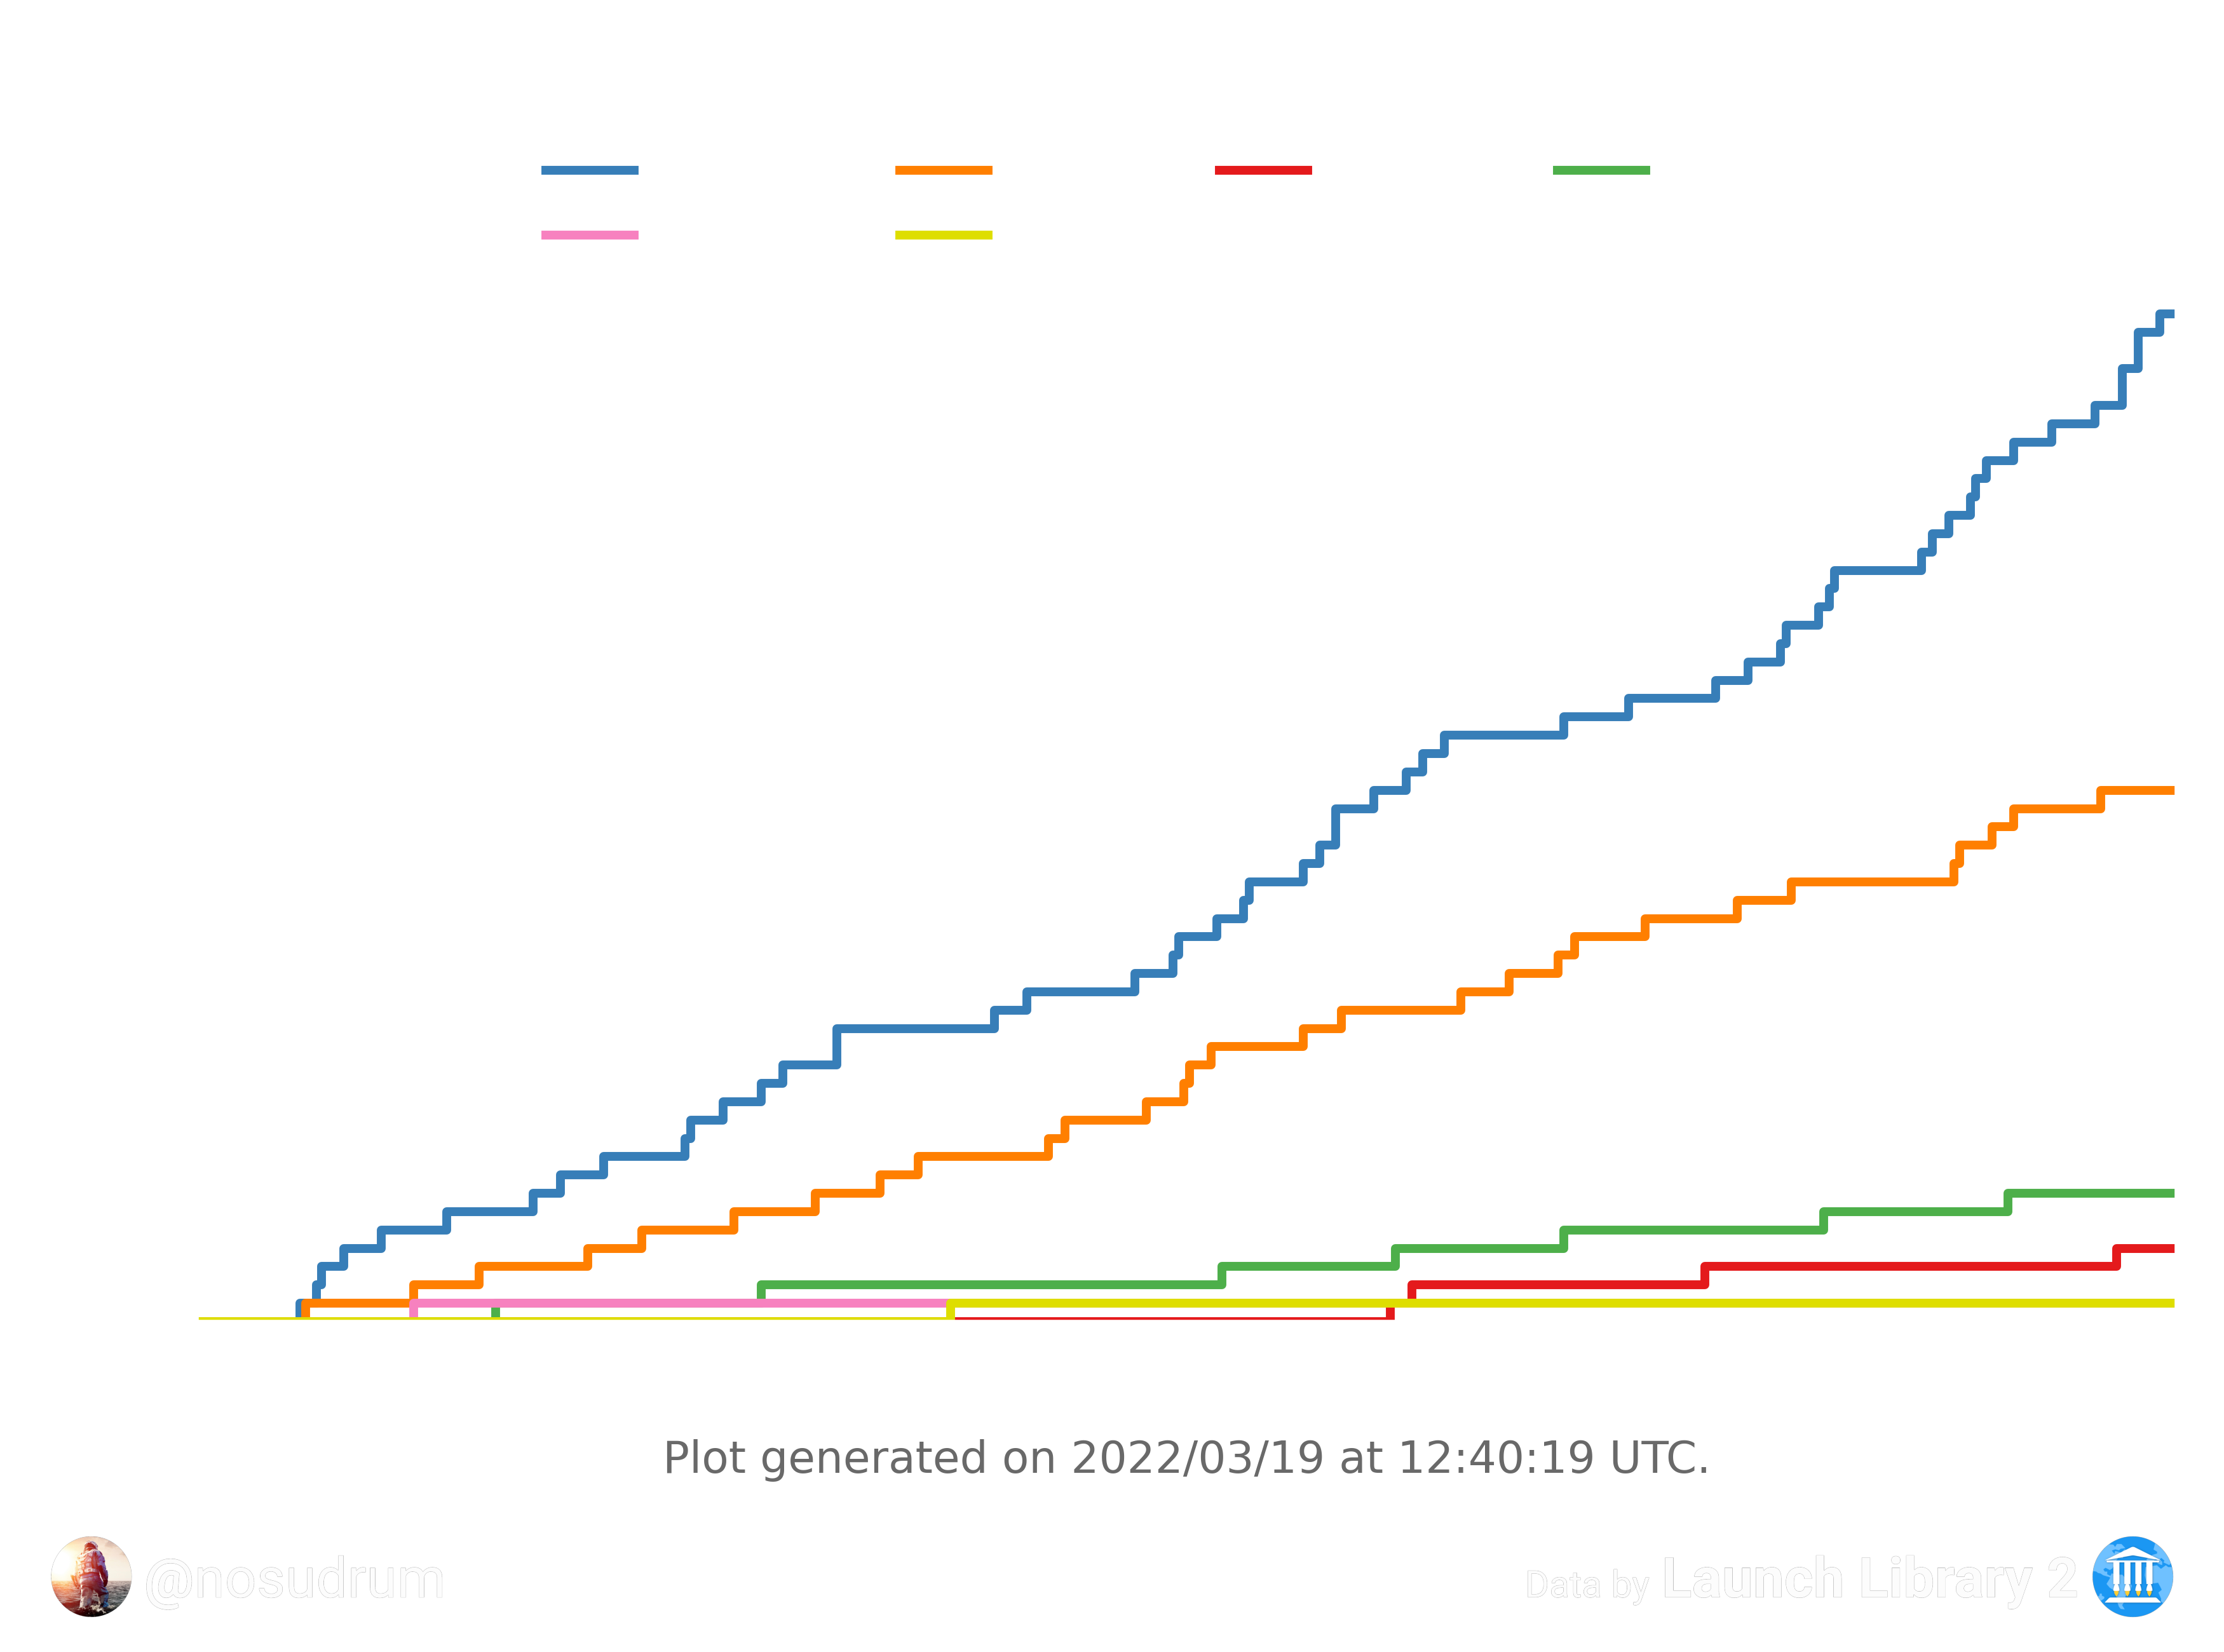 Plot generated on 2022/03/19 at 12:40:19 UTC.
@nosudrum
Data by Launch Library 2